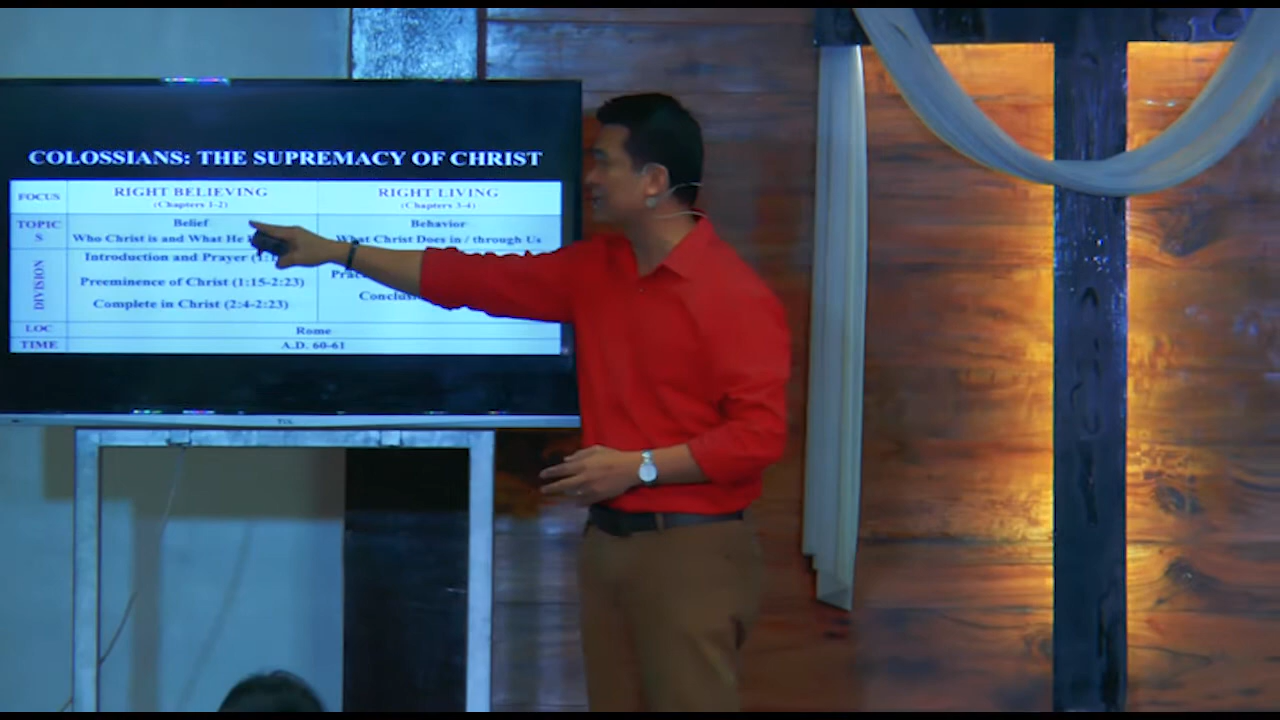 COLOSSIANS: THE SUPREMACY OF CHRIST
FOCUS
RIGHT BELIEVING
(Chapters 1-2)
RIGHT LIVING
(Chapters 3-4)
TOPIC
S
Belief
Who Christ is and What He
Behavior
What Christ Does in / through Us
DIVISION
Introduction and Prayer
Preeminence of Christ (1:15-2:23)
Complete in Christ (2:4-2:23)
LOC
Rome
TIME
A.D. 60-61
TCL